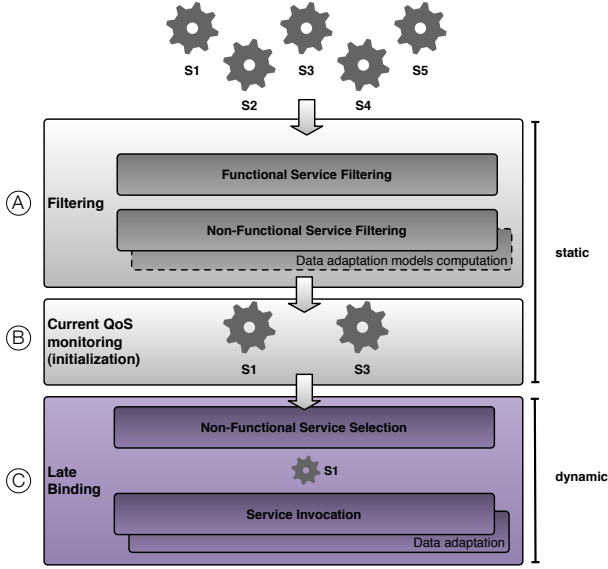 S1
S3
S5
S2
S4
A
Filtering
Functional Service Filtering
Non-Functional Service Filtering
Data adaptation models computation
static
B
Current QoS
monitoring
(initialization)
S1
S3
C
Late
Binding
Non-Functional Service Selection
S1
Service Invocation
Data adaptation
dynamic